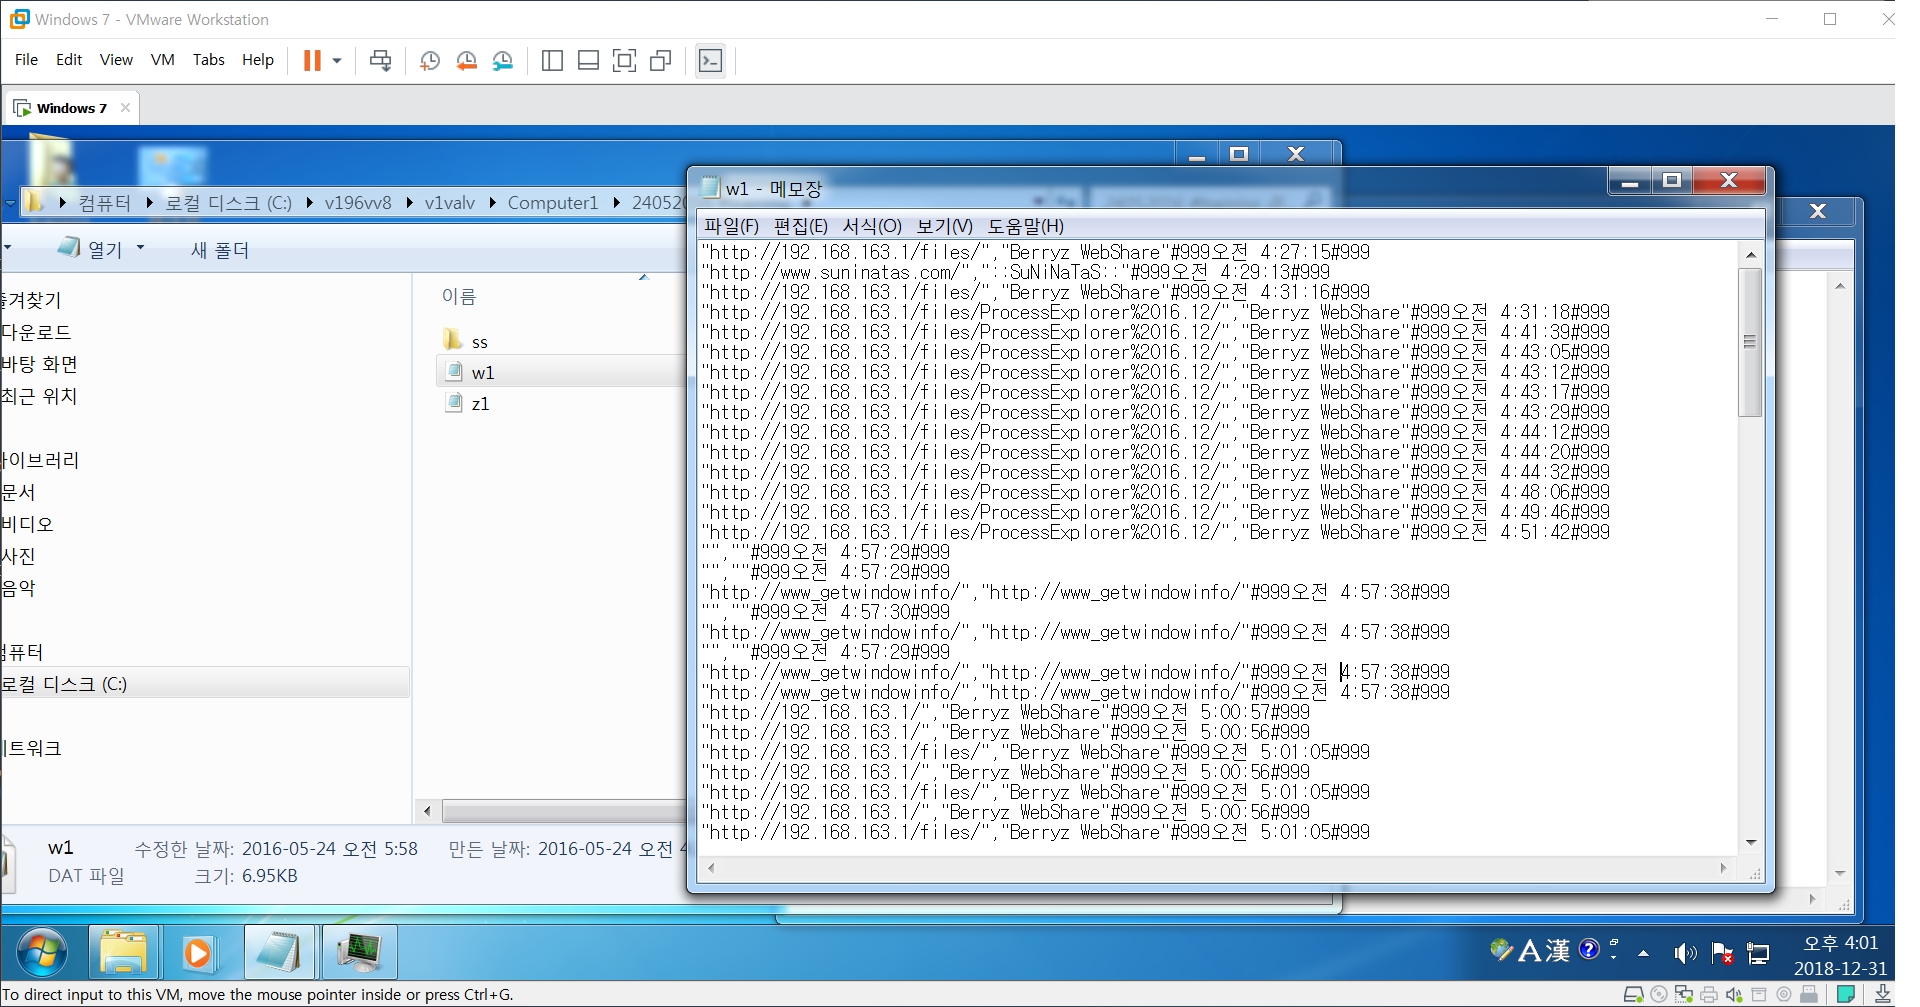 Windows 7 - VMware Workstation
File Edit View VM Tabs Help
Windows 7
컴퓨터 로컬 디스크 (C:) v196vv8 v1valv Computer1
열기 새 폴더
다운로드
바탕 화면
최근 위치
문서
비디오
사진
음악
로컬 디스크 (C:)
이름
ss
w1
z1
w1 수정한 날짜: 2016-05-24 오전 5:58 만든 날짜: 2016-05-24 오전
DAT 파일 크기: 6.95KB
w1 - 메모장
파일(F) 편집(E) 서식(O) 보기(V) 도움말(H)
"http://192.168.163.1/files/","Berryz WebShare"#999오전 4:27:15#999
"http://www.suninatas.com/","::SuNiNaTaS::"#999오전 4:29:13#999
"http://192.168.163.1/files/","Berryz WebShare"#999오전 4:31:16#999
"http://192.168.163.1/files/ProcessExplorer%2016.12/","Berryz WebShare"#999오전 4:31:18#999
"http://192.168.163.1/files/ProcessExplorer%2016.12/","Berryz WebShare"#999오전 4:41:39#999
"http://192.168.163.1/files/ProcessExplorer%2016.12/","Berryz WebShare"#999오전 4:43:05#999
"http://192.168.163.1/files/ProcessExplorer%2016.12/","Berryz WebShare"#999오전 4:43:12#999
"http://192.168.163.1/files/ProcessExplorer%2016.12/","Berryz WebShare"#999오전 4:43:17#999
"http://192.168.163.1/files/ProcessExplorer%2016.12/","Berryz WebShare"#999오전 4:43:29#999
"http://192.168.163.1/files/ProcessExplorer%2016.12/","Berryz WebShare"#999오전 4:44:12#999
"http://192.168.163.1/files/ProcessExplorer%2016.12/","Berryz WebShare"#999오전 4:44:20#999
"http://192.168.163.1/files/ProcessExplorer%2016.12/","Berryz WebShare"#999오전 4:44:32#999
"http://192.168.163.1/files/ProcessExplorer%2016.12/","Berryz WebShare"#999오전 4:48:06#999
"http://192.168.163.1/files/ProcessExplorer%2016.12/","Berryz WebShare"#999오전 4:49:46#999
"http://192.168.163.1/files/ProcessExplorer%2016.12/","Berryz WebShare"#999오전 4:51:42#999
"",""#999오전 4:57:29#999
"",""#999오전 4:57:29#999
"http://www_getwindowinfo/","http://www_getwindowinfo/"#999오전 4:57:38#999
"",""#999오전 4:57:30#999
"http://www_getwindowinfo/","http://www_getwindowinfo/"#999오전 4:57:38#999
"",""#999오전 4:57:29#999
"http://www_getwindowinfo/","http://www_getwindowinfo/"#999오전 4:57:38#999
"http://www_getwindowinfo/","http://www_getwindowinfo/"#999오전 4:57:38#999
"http://192.168.163.1/","Berryz WebShare"#999오전 5:00:57#999
"http://192.168.163.1/","Berryz WebShare"#999오전 5:00:56#999
"http://192.168.163.1/files/","Berryz WebShare"#999오전 5:01:05#999
"http://192.168.163.1/","Berryz WebShare"#999오전 5:00:56#999
"http://192.168.163.1/files/","Berryz WebShare"#999오전 5:01:05#999
"http://192.168.163.1/","Berryz WebShare"#999오전 5:00:56#999
"http://192.168.163.1/files/","Berryz WebShare"#999오전 5:01:05#999
A 漢
오후 4:01
2018-12-31
To direct input to this VM, move the mouse pointer inside or press Ctrl+G.